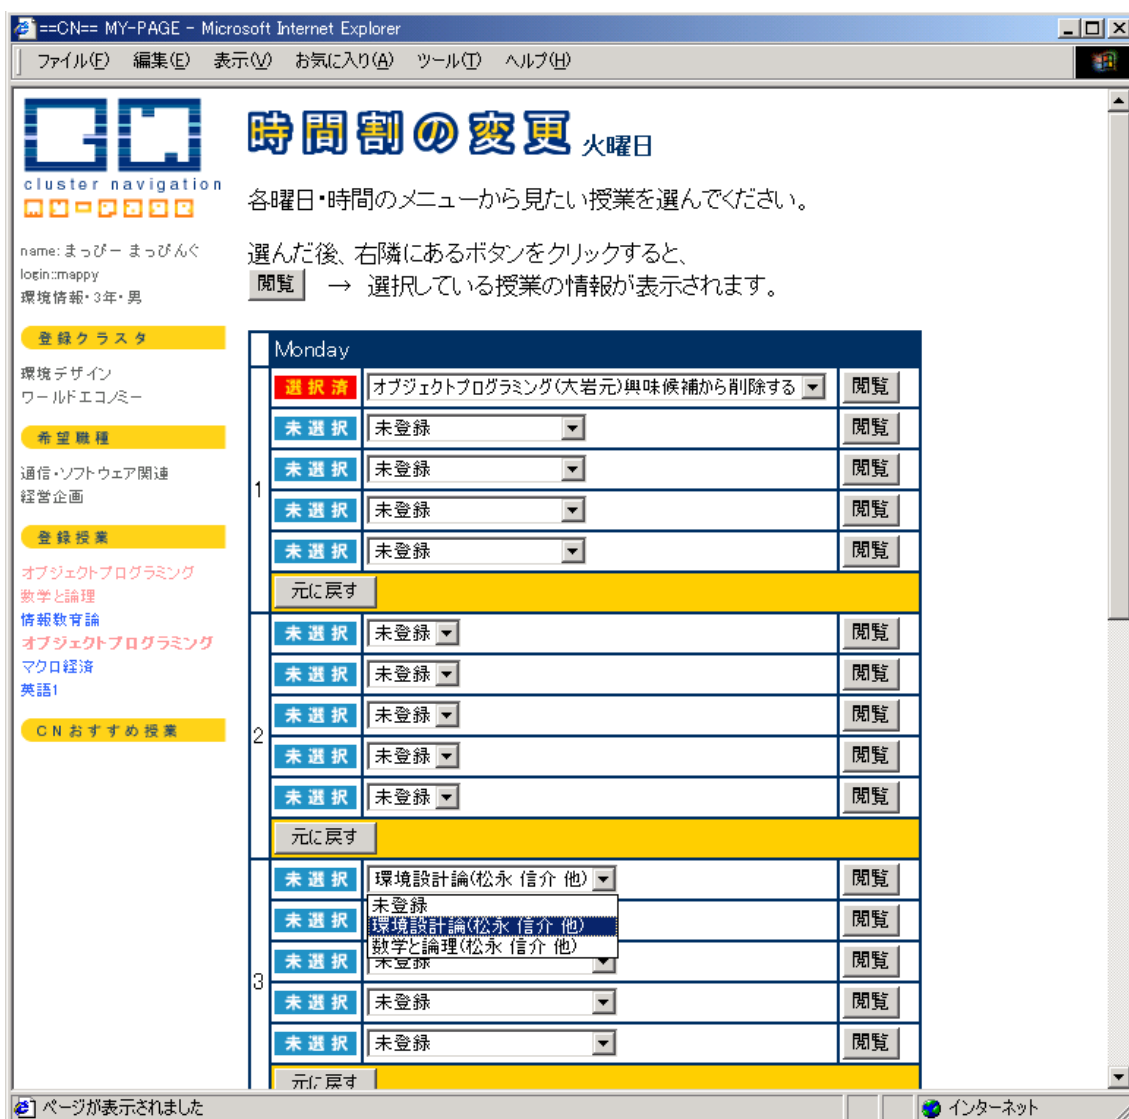 ==CN== MY-PAGE - Microsoft Internet Explorer
ファイル(F) 編集(E) 表示(V) お気に入り(A) ツール(T) ヘルプ(H)
cluster navigation
name: まっぴー まっぴんぐ
login::mappy
環境情報・3年・男
登録クラスタ
環境デザイン
ワールドエコノミー
希望職種
通信・ソフトウェア関連
経営企画
登録授業
オブジェクトプログラミング
数学と論理
情報教育論
オブジェクトプログラミング
マクロ経済
英語1
CNおすすめ授業
時間割の変更 火曜日
各曜日・時間のメニューから見たい授業を選んでください。
選んだ後、右隣にあるボタンをクリックすると、
閲覧 → 選択している授業の情報が表示されます。
Monday
1
選択済 オブジェクトプログラミング(大岩元)興味候補から削除する 閲覧
未選択 未登録 閲覧
未選択 未登録 閲覧
未選択 未登録 閲覧
未選択 未登録 閲覧
元に戻す
2
未選択 未登録 閲覧
未選択 未登録 閲覧
未選択 未登録 閲覧
未選択 未登録 閲覧
未選択 未登録 閲覧
元に戻す
3
未選択 環境設計論(松永 信介 他) 閲覧
未登録
未選択 環境設計論(松永 信介 他) 閲覧
数学と論理(松永 信介 他)
未選択 未登録 閲覧
未選択 未登録 閲覧
未選択 未登録 閲覧
元に戻す
ページが表示されました インターネット